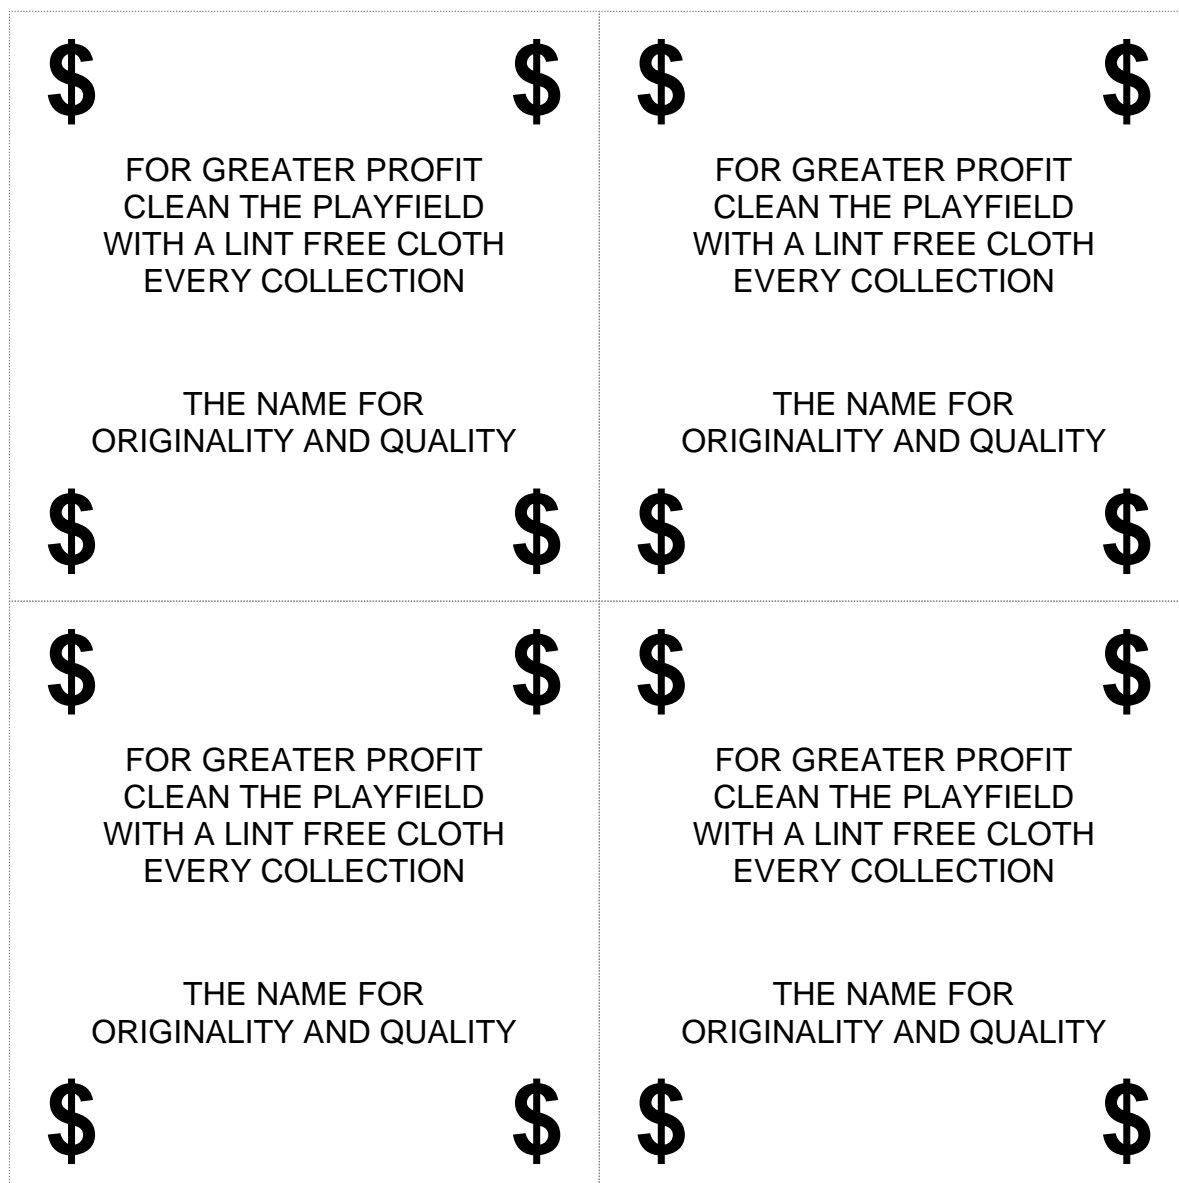 $ $ $ $
FOR GREATER PROFIT
CLEAN THE PLAYFIELD
WITH A LINT FREE CLOTH
EVERY COLLECTION
THE NAME FOR
ORIGINALITY AND QUALITY
$ $
FOR GREATER PROFIT
CLEAN THE PLAYFIELD
WITH A LINT FREE CLOTH
EVERY COLLECTION
THE NAME FOR
ORIGINALITY AND QUALITY
$ $
$ $
FOR GREATER PROFIT
CLEAN THE PLAYFIELD
WITH A LINT FREE CLOTH
EVERY COLLECTION
THE NAME FOR
ORIGINALITY AND QUALITY
$ $
$ $
FOR GREATER PROFIT
CLEAN THE PLAYFIELD
WITH A LINT FREE CLOTH
EVERY COLLECTION
THE NAME FOR
ORIGINALITY AND QUALITY
$ $